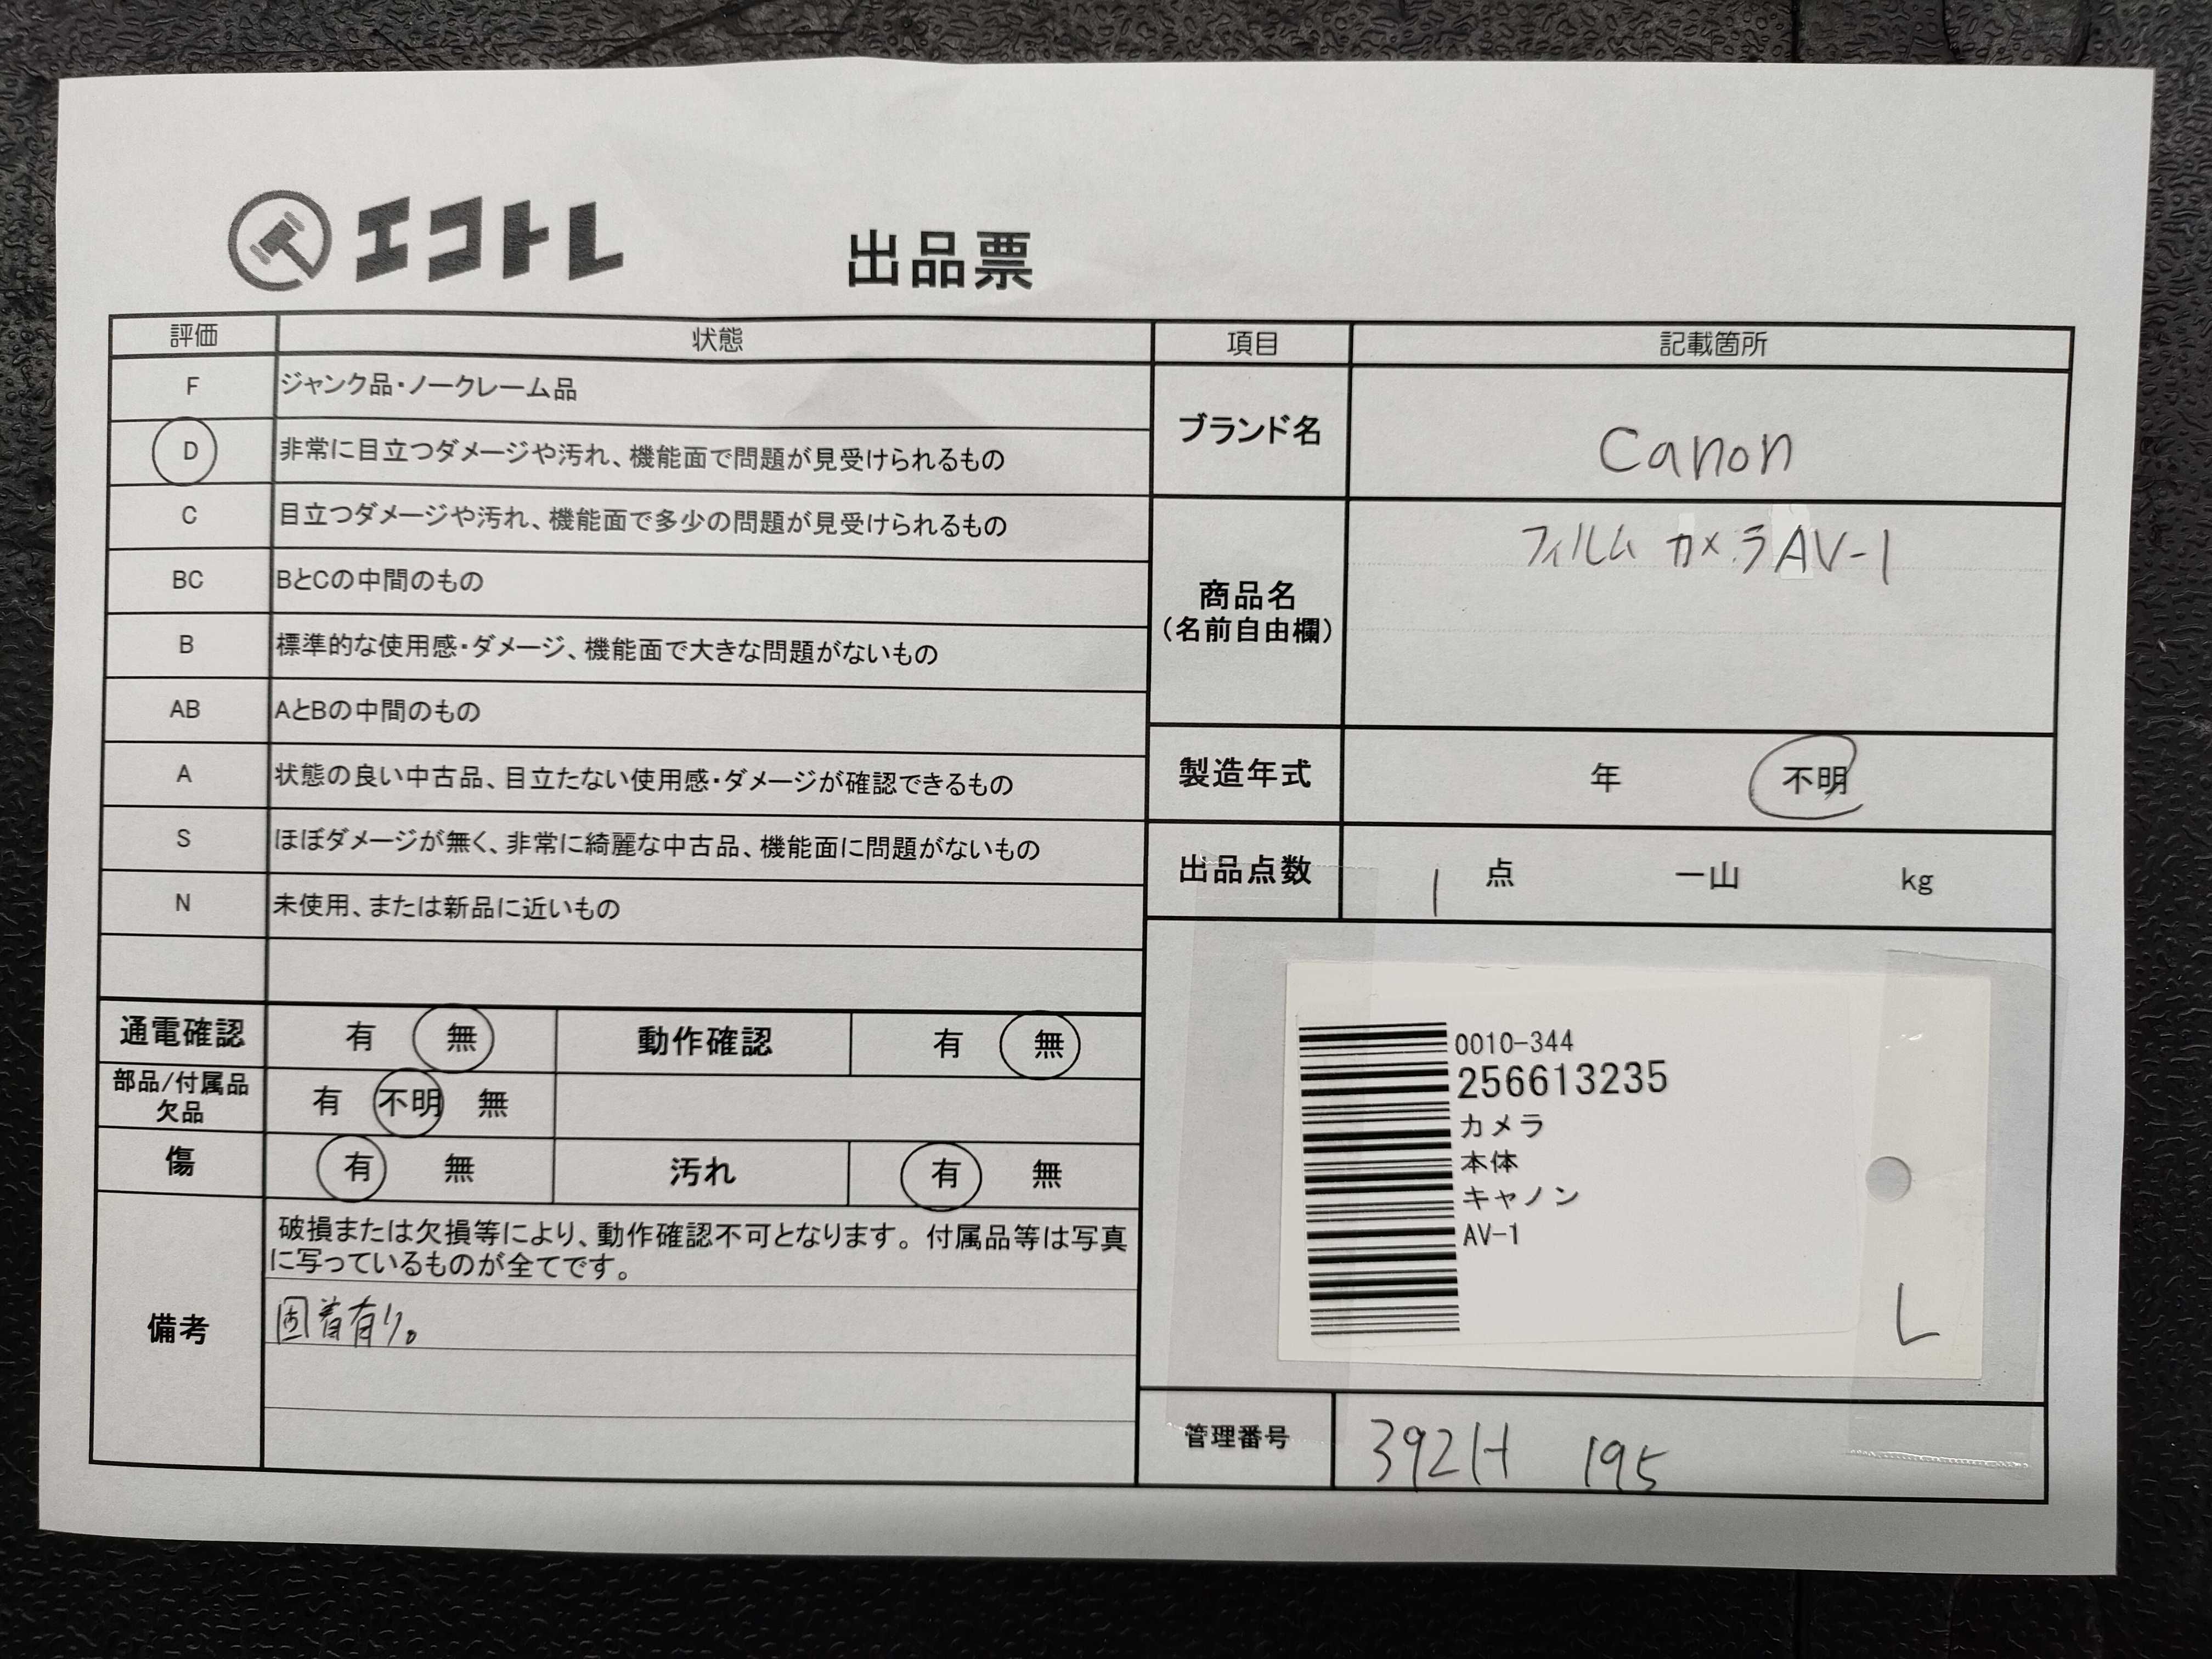 エコトレ
出品票
評価 状態
F ジャンク品・ノークレーム品
D 非常に目立つダメージや汚れ、機能面で問題が見受けられるもの
C 目立つダメージや汚れ、機能面で多少の問題が見受けられるもの
BC BとCの中間のもの
B 標準的な使用感・ダメージ、機能面で大きな問題がないもの
AB AとBの中間のもの
A 状態の良い中古品、目立たない使用感・ダメージが確認できるもの
S ほぼダメージが無く、非常に綺麗な中古品、機能面に問題がないもの
N 未使用、または新品に近いもの
通電確認 有 無 動作確認 有 無
部品/付属品
欠品
有 不明 無
傷 有 無 汚れ 有 無
備考
破損または欠損等により、動作確認不可となります。付属品等は写真
に写っているものが全てです。
固着有り。
項目 記載箇所
ブランド名 Canon
商品名
(名前自由欄)
フィルムカメラAV-1
製造年式 年 不明
出品点数 1 点 一山 kg
0010-344
256613235
カメラ
本体
キャノン
AV-1
L
管理番号 392H 195